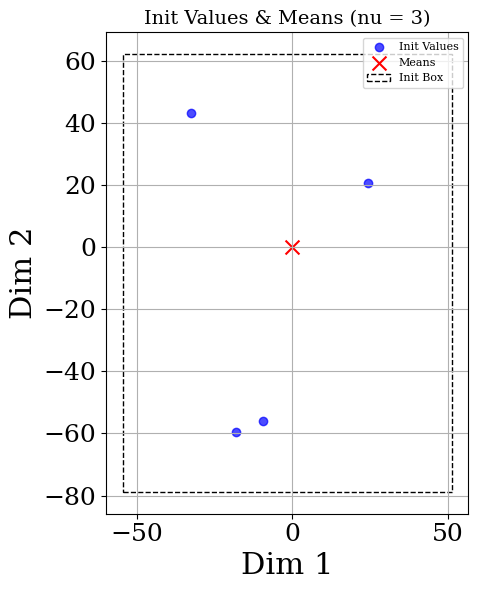 Init Values & Means (nu = 3)
Init Values
Means
Init Box
60
40
20
0
−20
−40
−60
−80
Dim 2
−50
0
50
Dim 1